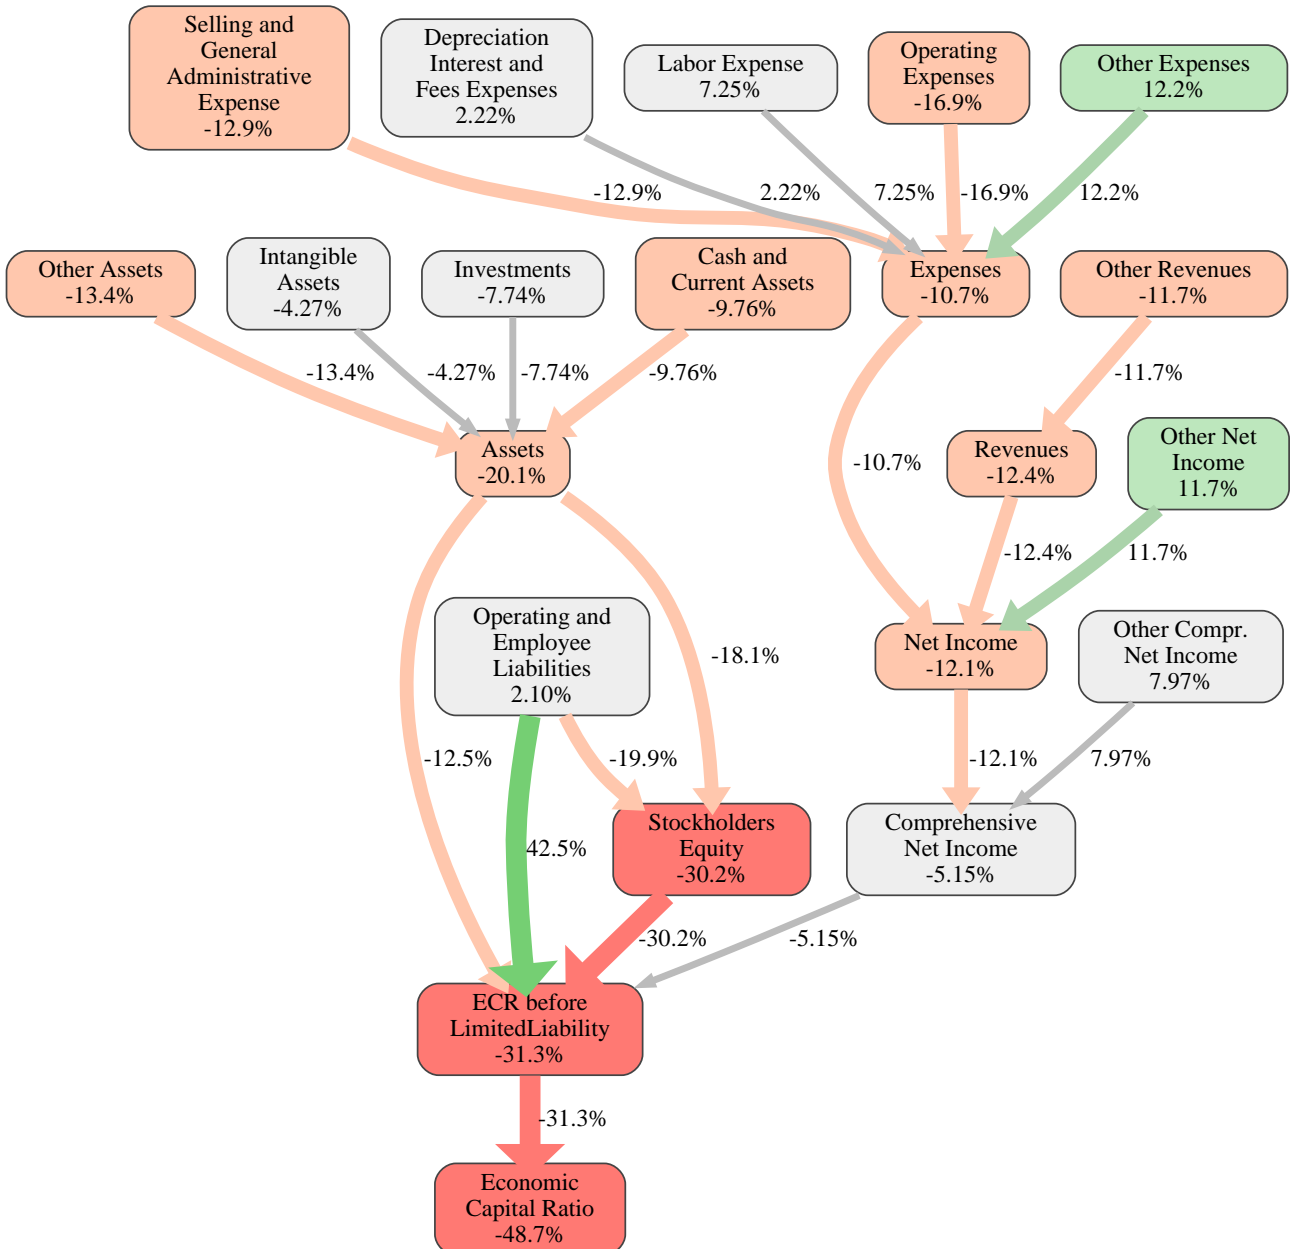 Selling and
General
Administrative
Expense
-12.9%
Depreciation
Interest and
Fees Expenses
2.22%
Labor Expense
7.25%
Operating
Expenses
-16.9%
Other Expenses
12.2%
-12.9%
2.22%
7.25%
-16.9%
12.2%
Other Assets
-13.4%
Intangible
Assets
-4.27%
Investments
-7.74%
Cash and
Current Assets
-9.76%
Expenses
-10.7%
Other Revenues
-11.7%
-13.4%
-4.27%
-7.74%
-9.76%
-11.7%
Assets
-20.1%
-10.7%
Revenues
-12.4%
Other Net
Income
11.7%
-12.4%
11.7%
Operating and
Employee
Liabilities
2.10%
-18.1%
Net Income
-12.1%
Other Compr.
Net Income
7.97%
-12.5%
-19.9%
-12.1%
7.97%
42.5%
Stockholders
Equity
-30.2%
Comprehensive
Net Income
-5.15%
-30.2%
-5.15%
ECR before
LimitedLiability
-31.3%
-31.3%
Economic
Capital Ratio
-48.7%